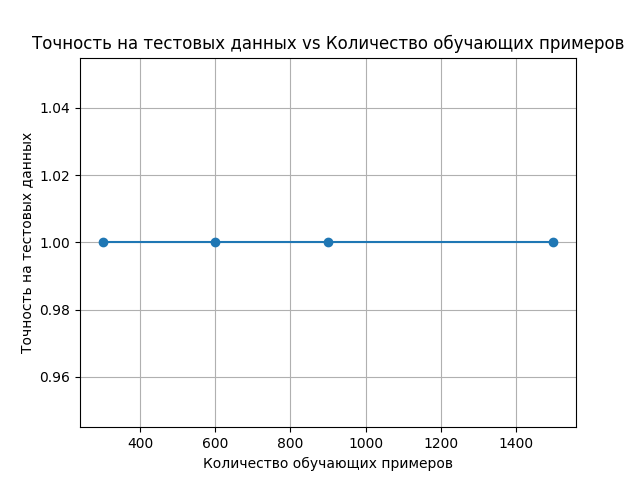 Точность на тестовых данных vs Количество обучающих примеров
Точность на тестовых данных
1.04
1.02
1.00
0.98
0.96
400 600 800 1000 1200 1400
Количество обучающих примеров